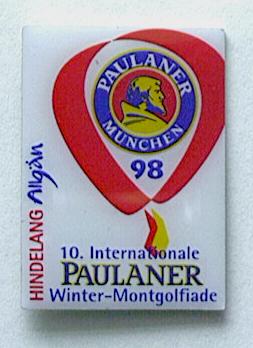 PAULANER
MÜNCHEN
98
HINDELANG Allgäu
10. Internationale
PAULANER
Winter-Montgolfiade